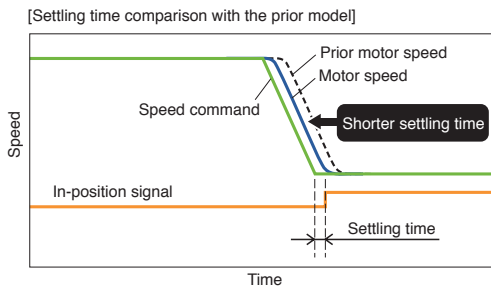 [Settling time comparison with the prior model]
Prior motor speed
Motor speed
Speed command
Shorter settling time
Speed
In-position signal
Settling time
Time